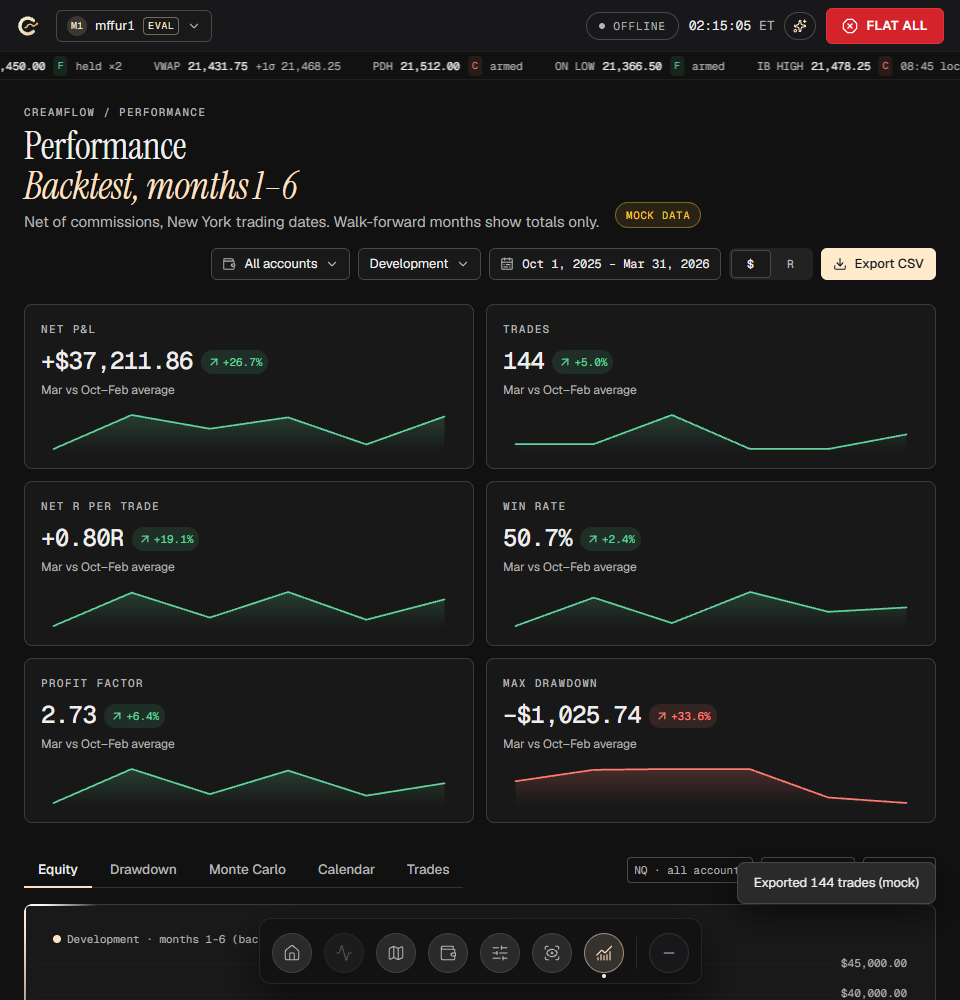 M1 mffur1 EVAL
OFFLINE 02:15:05 ET FLAT ALL
,450.00 F held ×2 VWAP 21,431.75 +1σ 21,468.25 PDH 21,512.00 C armed ON LOW 21,366.50 F armed IB HIGH 21,478.25 C 08:45 loc
CREAMFLOW / PERFORMANCE
Performance
Backtest, months 1–6
Net of commissions, New York trading dates. Walk-forward months show totals only.
MOCK DATA
All accounts Development Oct 1, 2025 – Mar 31, 2026 $ R Export CSV
NET P&L
+$37,211.86 +26.7%
Mar vs Oct–Feb average
TRADES
144 +5.0%
Mar vs Oct–Feb average
NET R PER TRADE
+0.80R +19.1%
Mar vs Oct–Feb average
WIN RATE
50.7% +2.4%
Mar vs Oct–Feb average
PROFIT FACTOR
2.73 +6.4%
Mar vs Oct–Feb average
MAX DRAWDOWN
−$1,025.74 +33.6%
Mar vs Oct–Feb average
Equity Drawdown Monte Carlo Calendar Trades
NQ · all account
Exported 144 trades (mock)
Development · months 1–6 (bac
$45,000.00
$40,000.00